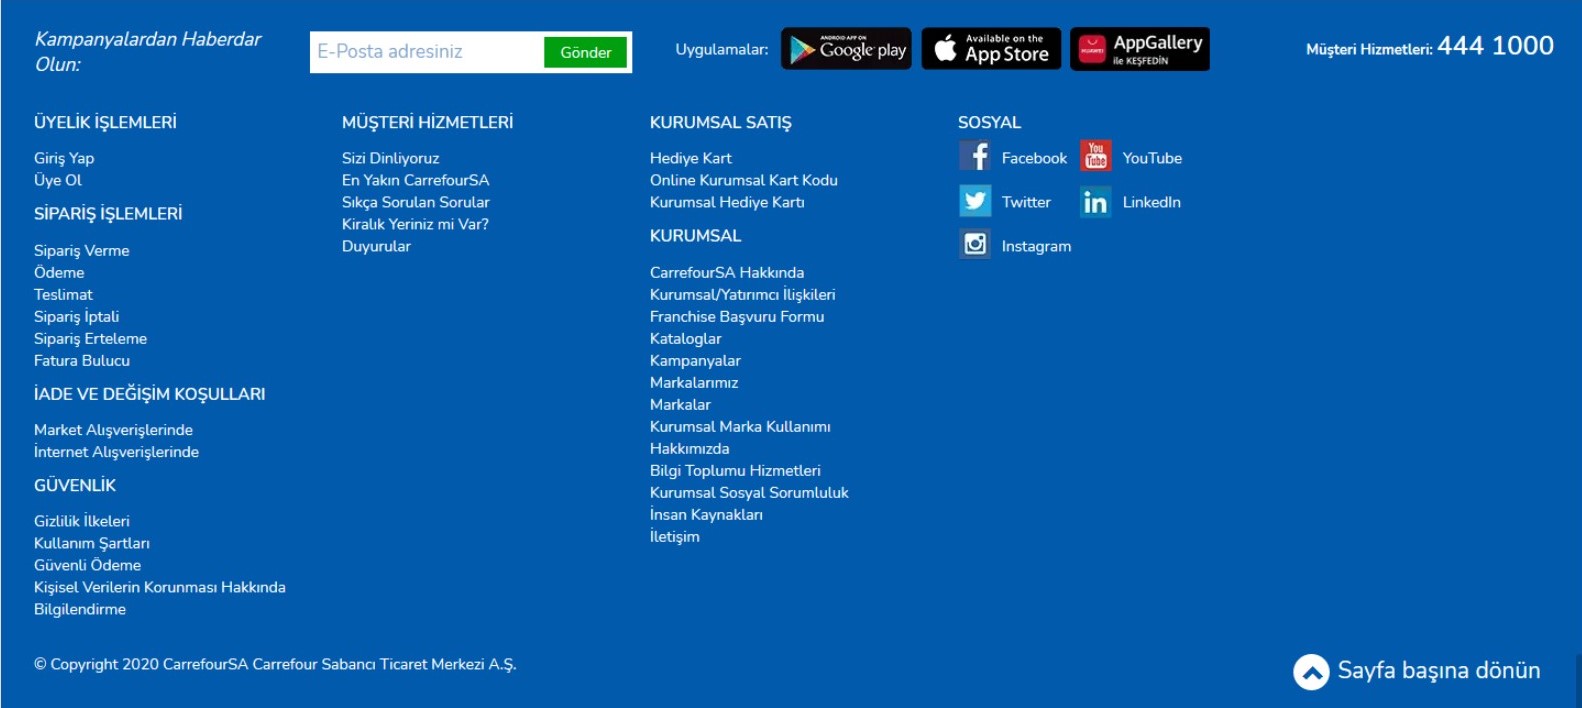 Kampanyalardan Haberdar
Olun:
E-Posta adresiniz
Gönder
Uygulamalar:
ANDROID APP ON
Google play
Available on the
App Store
HUAWEI
AppGallery
ile KEŞFEDİN
Müşteri Hizmetleri: 444 1000
ÜYELİK İŞLEMLERİ
Giriş Yap
Üye Ol
SİPARİŞ İŞLEMLERİ
Sipariş Verme
Ödeme
Teslimat
Sipariş İptali
Sipariş Erteleme
Fatura Bulucu
İADE VE DEĞİŞİM KOŞULLARI
Market Alışverişlerinde
İnternet Alışverişlerinde
GÜVENLİK
Gizlilik İlkeleri
Kullanım Şartları
Güvenli Ödeme
Kişisel Verilerin Korunması Hakkında
Bilgilendirme
MÜŞTERİ HİZMETLERİ
Sizi Dinliyoruz
En Yakın CarrefourSA
Sıkça Sorulan Sorular
Kiralık Yeriniz mi Var?
Duyurular
KURUMSAL SATIŞ
Hediye Kart
Online Kurumsal Kart Kodu
Kurumsal Hediye Kartı
KURUMSAL
CarrefourSA Hakkında
Kurumsal/Yatırımcı İlişkileri
Franchise Başvuru Formu
Kataloglar
Kampanyalar
Markalarımız
Markalar
Kurumsal Marka Kullanımı
Hakkımızda
Bilgi Toplumu Hizmetleri
Kurumsal Sosyal Sorumluluk
İnsan Kaynakları
İletişim
SOSYAL
f Facebook
You
Tube
YouTube
Twitter
in LinkedIn
Instagram
© Copyright 2020 CarrefourSA Carrefour Sabancı Ticaret Merkezi A.Ş.
Sayfa başına dönün